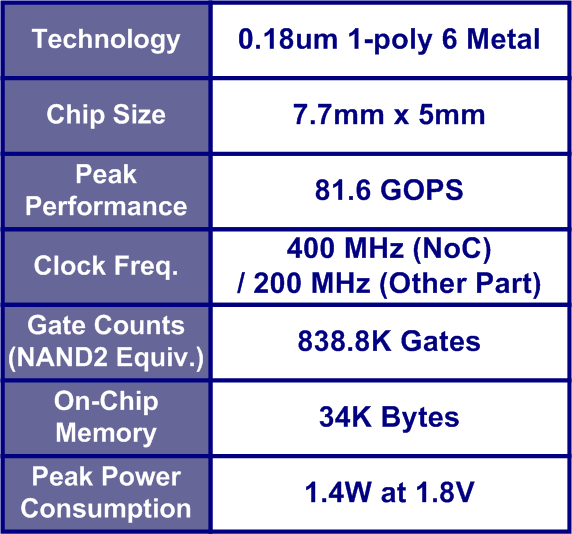 Technology
0.18um 1-poly 6 Metal
Chip Size
7.7mm x 5mm
Peak
Performance
81.6 GOPS
Clock Freq.
400 MHz (NoC)
/ 200 MHz (Other Part)
Gate Counts
(NAND2 Equiv.)
838.8K Gates
On-Chip
Memory
34K Bytes
Peak Power
Consumption
1.4W at 1.8V